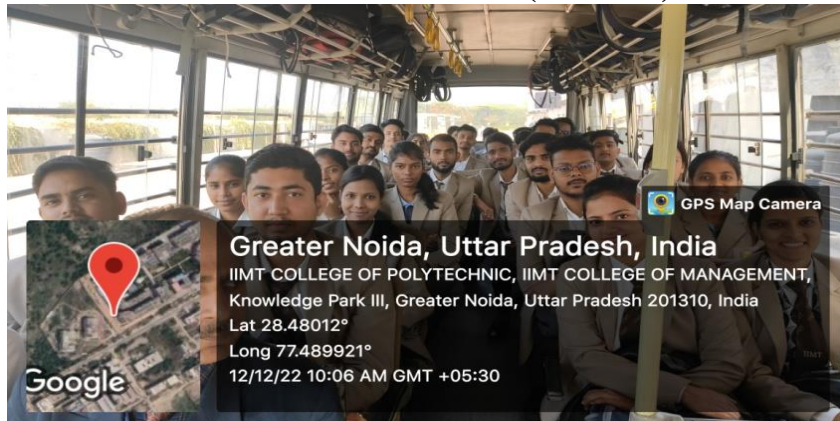 GPS Map Camera
Greater Noida, Uttar Pradesh, India
IIMT COLLEGE OF POLYTECHNIC, IIMT COLLEGE OF MANAGEMENT,
Knowledge Park III, Greater Noida, Uttar Pradesh 201310, India
Lat 28.48012°
Long 77.489921°
12/12/22 10:06 AM GMT +05:30
Google
IIMT